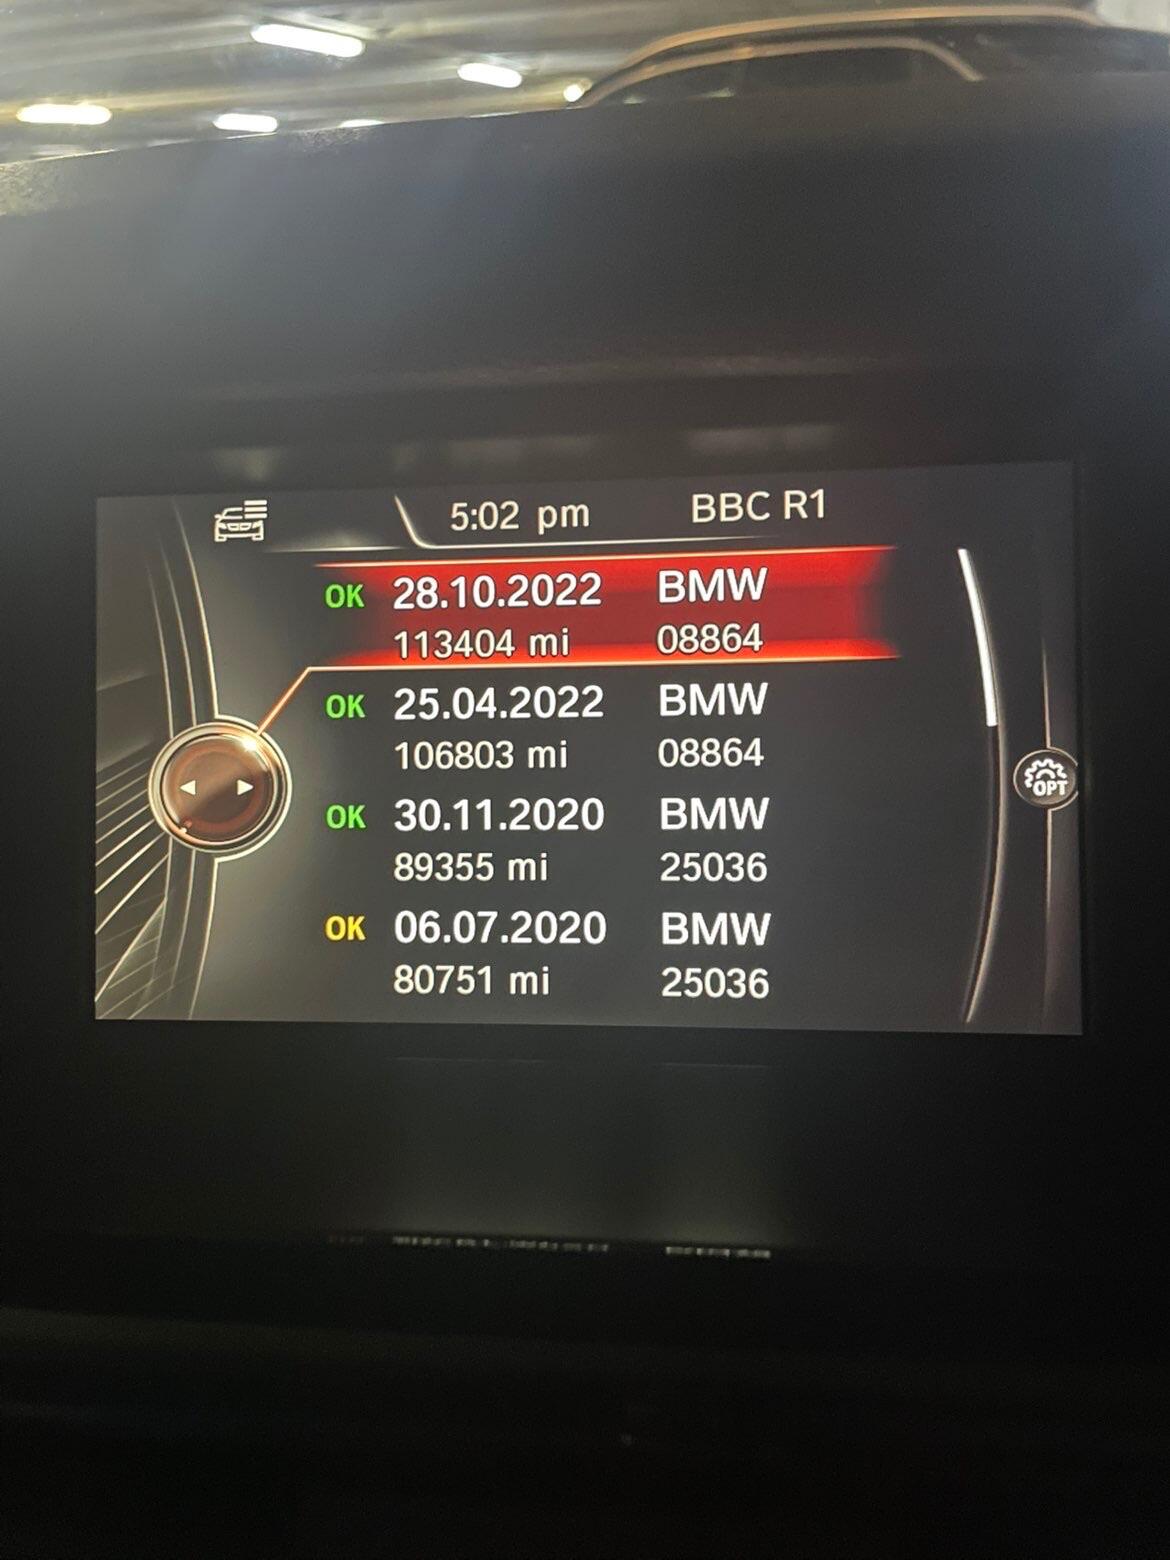 5:02 pm BBC R1
OK 28.10.2022 BMW
113404 mi 08864
OK 25.04.2022 BMW
106803 mi 08864
OK 30.11.2020 BMW
89355 mi 25036
OK 06.07.2020 BMW
80751 mi 25036
OPT